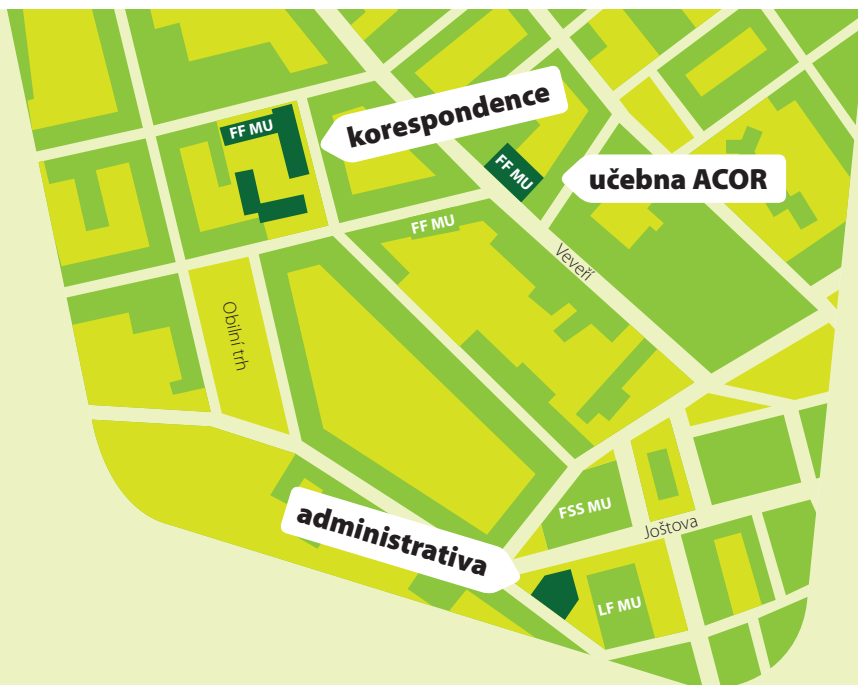 FF MU
korespondence
FF MU
učebna ACOR
FF MU
Veveří
Obilní trh
FSS MU
administrativa
Joštova
LF MU